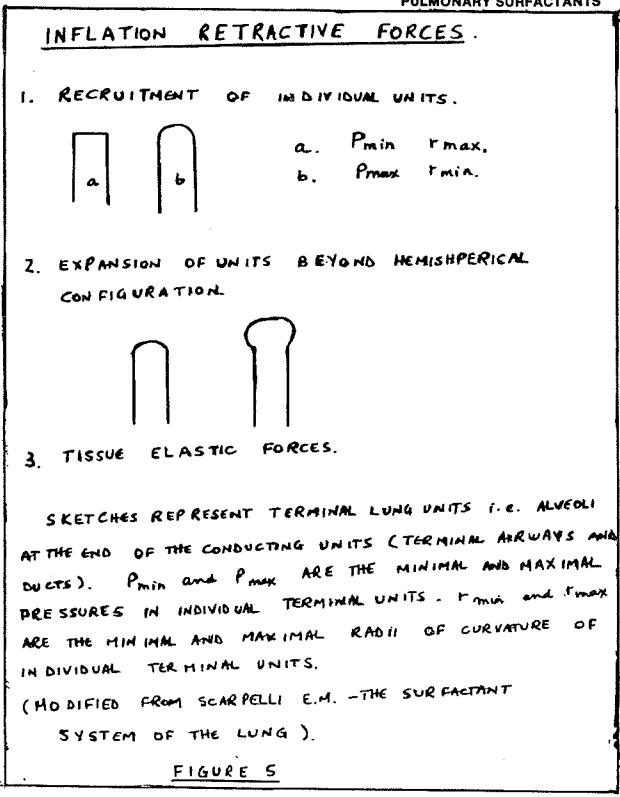 PULMONARY SURFACTANTS
INFLATION RETRACTIVE FORCES.
1. RECRUITMENT OF INDIVIDUAL UNITS.
a b
a. Pmin rmax.
b. Pmax rmin.
2. EXPANSION OF UNITS BEYOND HEMISHPERICAL
CONFIGURATION
3. TISSUE ELASTIC FORCES.
SKETCHES REPRESENT TERMINAL LUNG UNITS i.e. ALVEOLI
AT THE END OF THE CONDUCTING UNITS (TERMINAL AIRWAYS AND
DUCTS). Pmin and Pmax ARE THE MINIMAL AND MAXIMAL
PRESSURES IN INDIVIDUAL TERMINAL UNITS. rmin and rmax
ARE THE MINIMAL AND MAXIMAL RADII OF CURVATURE OF
INDIVIDUAL TERMINAL UNITS.
(MODIFIED FROM SCARPELLI E.M. - THE SURFACTANT
SYSTEM OF THE LUNG).
FIGURE 5